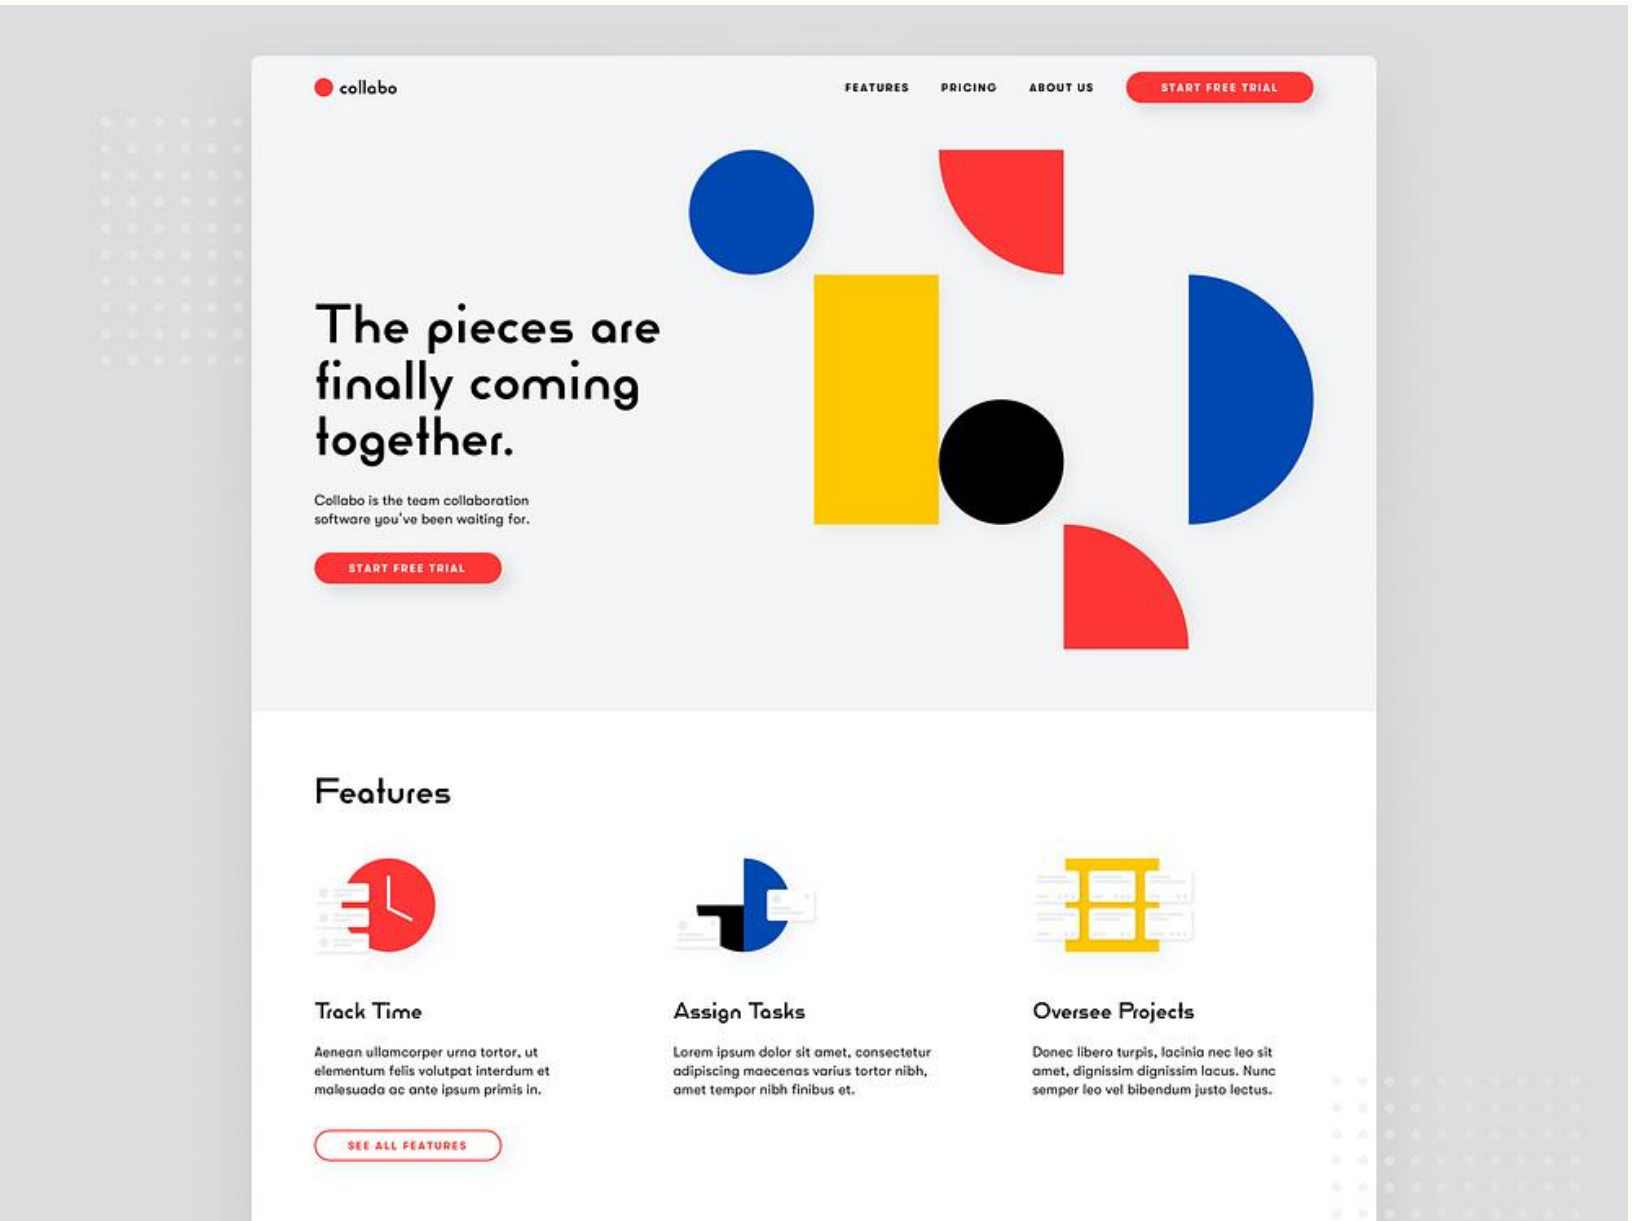 collabo
FEATURES
PRICING
ABOUT US
START FREE TRIAL
The pieces are
finally coming
together.
Collabo is the team collaboration
software you've been waiting for.
START FREE TRIAL
Features
Track Time
Aenean ullamcorper urna tortor, ut
elementum felis volutpat interdum et
malesuada ac ante ipsum primis in.
Assign Tasks
Lorem ipsum dolor sit amet, consectetur
adipiscing maecenas varius tortor nibh,
amet tempor nibh finibus et.
Oversee Projects
Donec libero turpis, lacinia nec leo sit
amet, dignissim dignissim lacus. Nunc
semper leo vel bibendum justo lectus.
SEE ALL FEATURES